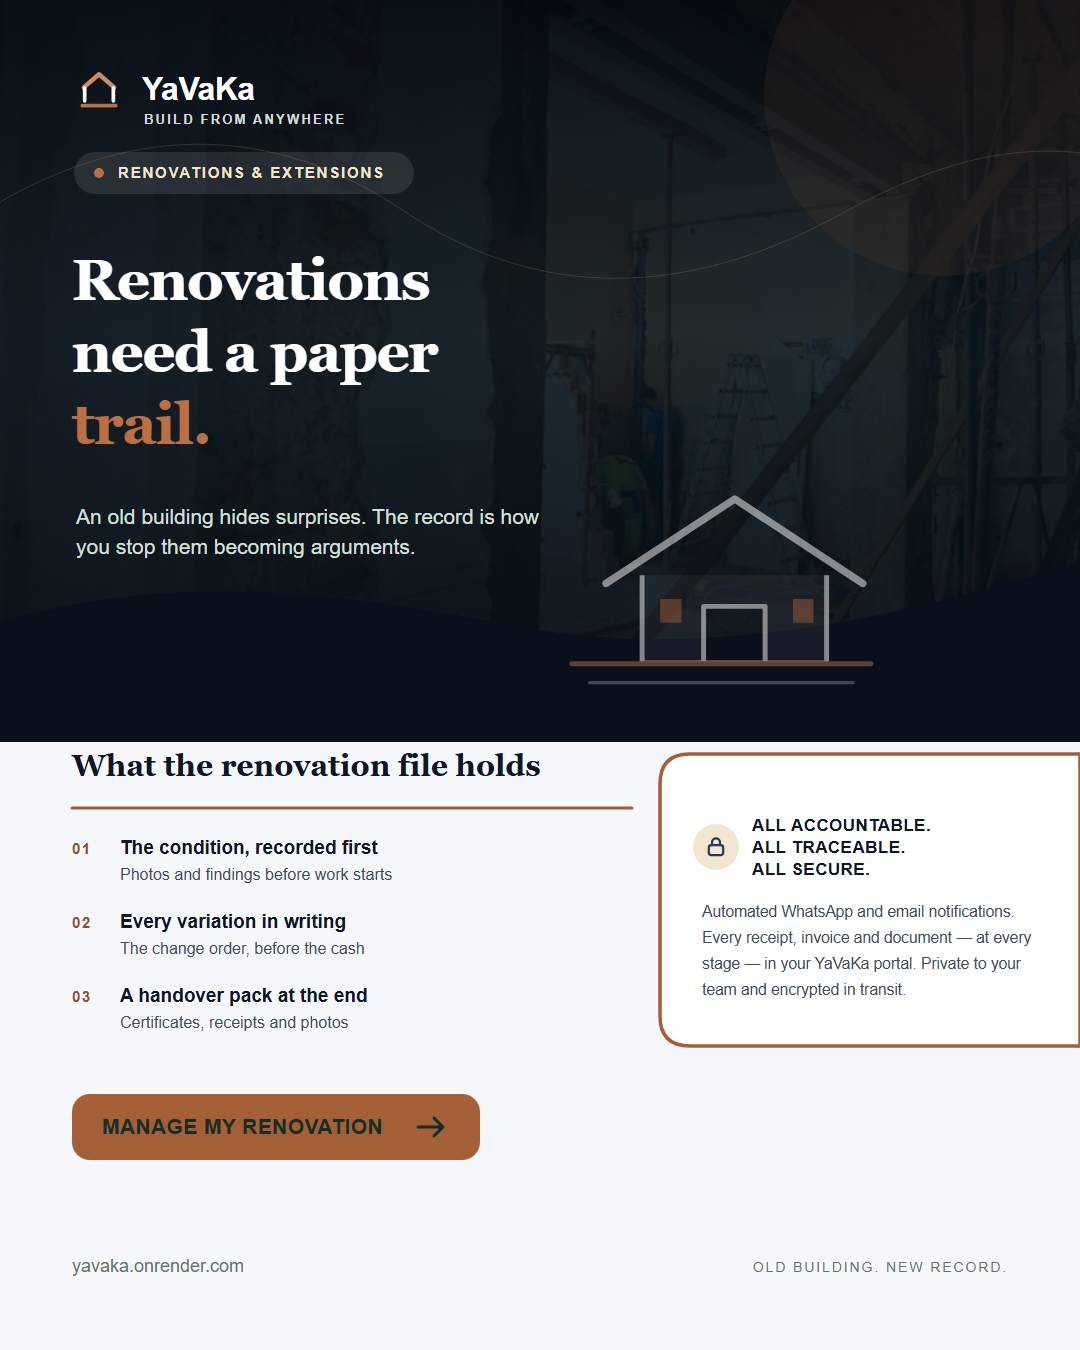 YaVaKa
BUILD FROM ANYWHERE
RENOVATIONS & EXTENSIONS
Renovations
need a paper
trail.
An old building hides surprises. The record is how
you stop them becoming arguments.
What the renovation file holds
01 The condition, recorded first
Photos and findings before work starts
02 Every variation in writing
The change order, before the cash
03 A handover pack at the end
Certificates, receipts and photos
ALL ACCOUNTABLE.
ALL TRACEABLE.
ALL SECURE.
Automated WhatsApp and email notifications.
Every receipt, invoice and document — at every
stage — in your YaVaKa portal. Private to your
team and encrypted in transit.
MANAGE MY RENOVATION
yavaka.onrender.com
OLD BUILDING. NEW RECORD.